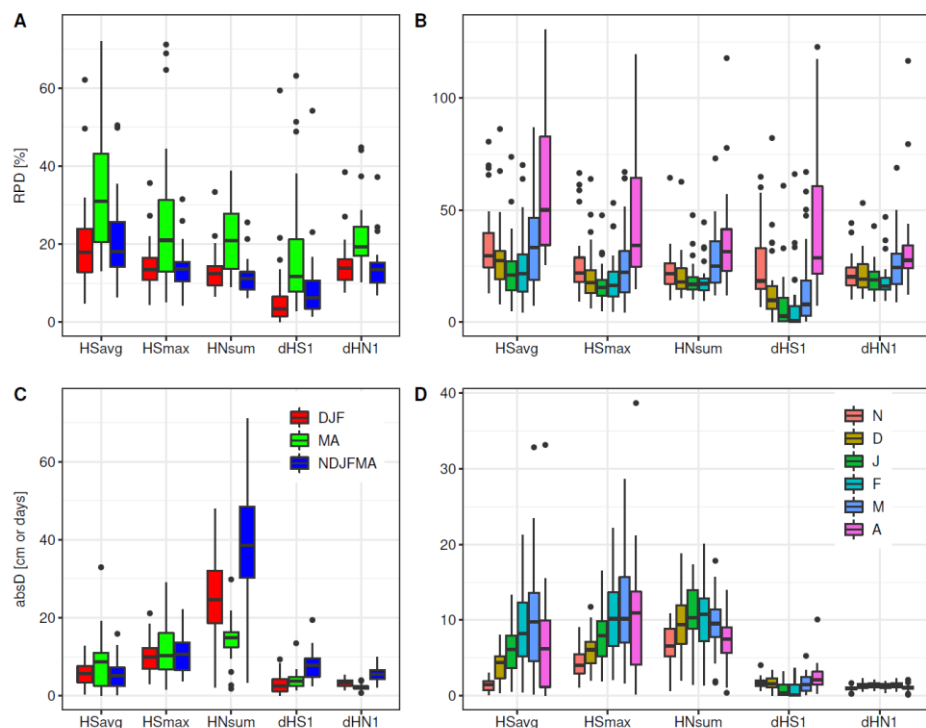 A
B
RPD [%]
60
40
20
0
100
50
0
HSavg HSmax HNsum dHS1 dHN1
HSavg HSmax HNsum dHS1 dHN1
C
D
absD [cm or days]
60
40
20
0
40
30
20
10
0
DJF
MA
NDJFMA
N
D
J
F
M
A
HSavg HSmax HNsum dHS1 dHN1
HSavg HSmax HNsum dHS1 dHN1